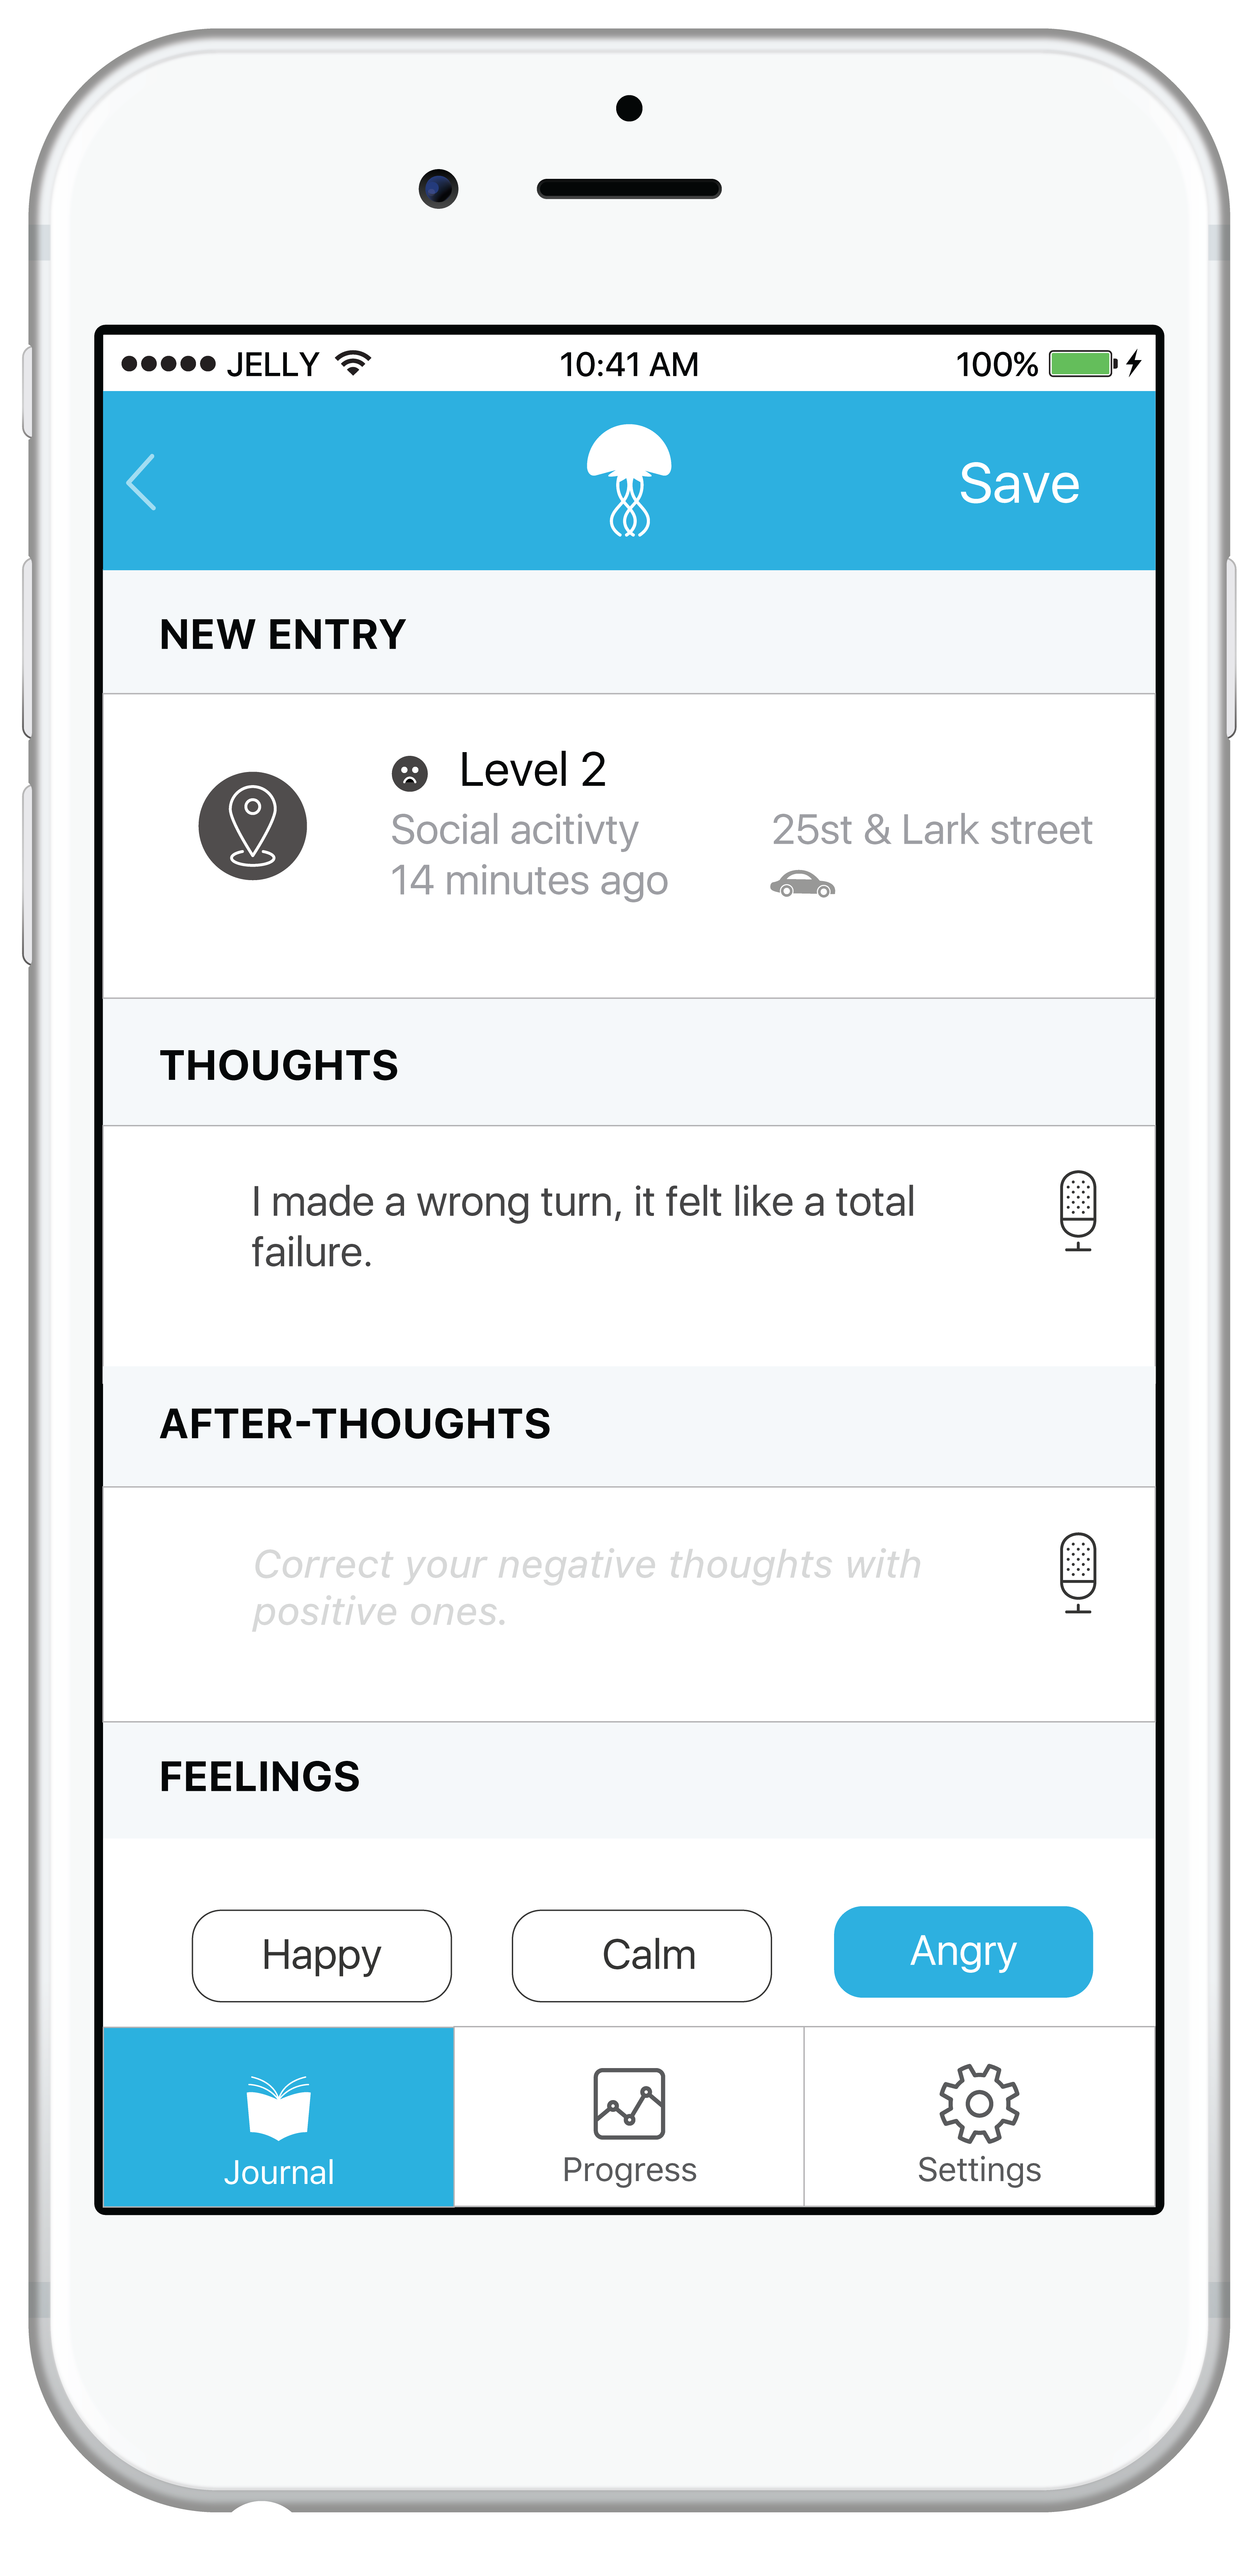 JELLY 10:41 AM 100%
Save
NEW ENTRY
Level 2
Social acitivty 25st & Lark street
14 minutes ago
THOUGHTS
I made a wrong turn, it felt like a total
failure.
AFTER-THOUGHTS
Correct your negative thoughts with
positive ones.
FEELINGS
Happy Calm Angry
Journal Progress Settings